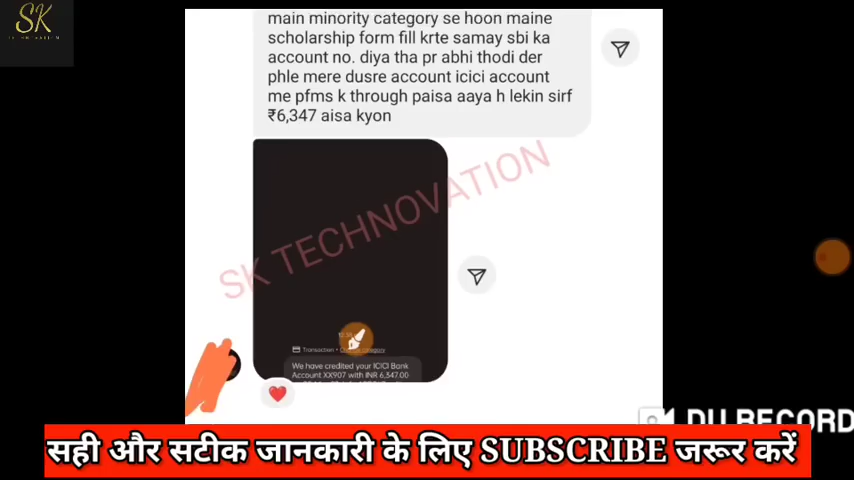 SK
main minority category se hoon maine
scholarship form fill krte samay sbi ka
account no. diya tha pr abhi thodi der
phle mere dusre account icici account
me pfms k through paisa aaya h lekin sirf
₹6,347 aisa kyon
SK TECHNOVATION
Transaction •
We have credited your ICICI Bank
Account XX907 with INR 6,347.00
DU RECORD
सही और सटीक जानकारी के लिए SUBSCRIBE जरूर करें